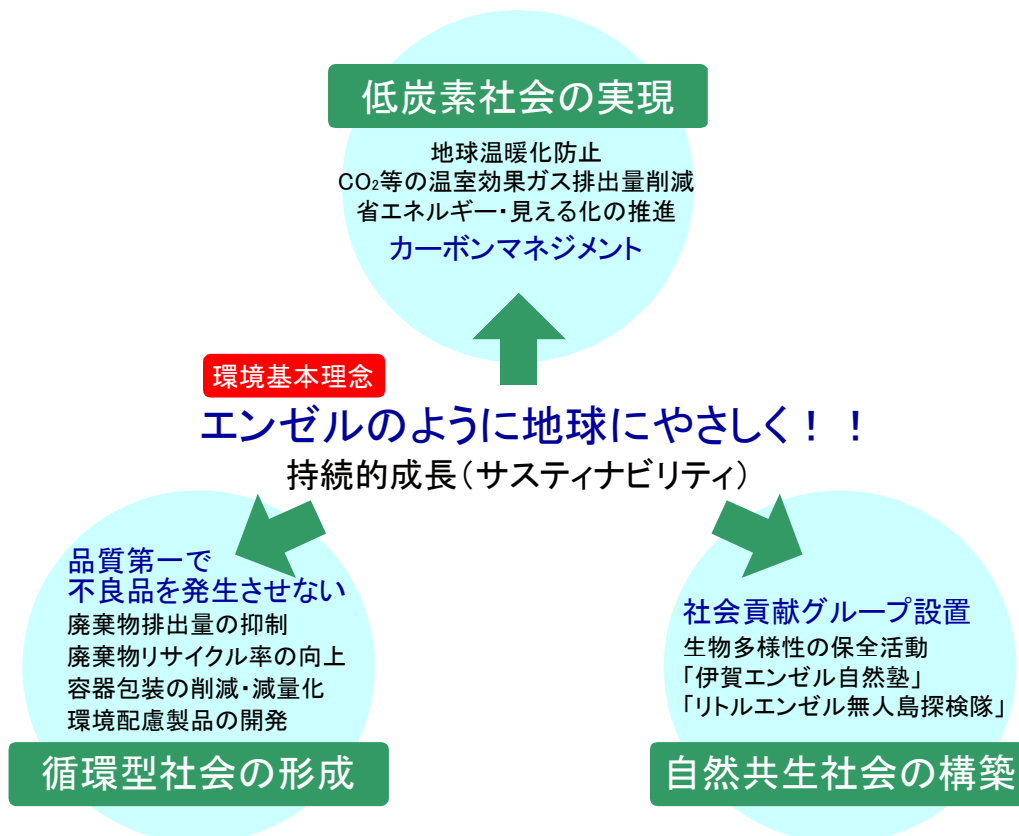 低炭素社会の実現
地球温暖化防止
CO₂等の温室効果ガス排出量削減
省エネルギー・見える化の推進
カーボンマネジメント
環境基本理念
エンゼルのように地球にやさしく！！
持続的成長（サスティナビリティ）
品質第一で
不良品を発生させない
廃棄物排出量の抑制
廃棄物リサイクル率の向上
容器包装の削減・減量化
環境配慮製品の開発
循環型社会の形成
社会貢献グループ設置
生物多様性の保全活動
「伊賀エンゼル自然塾」
「リトルエンゼル無人島探検隊」
自然共生社会の構築